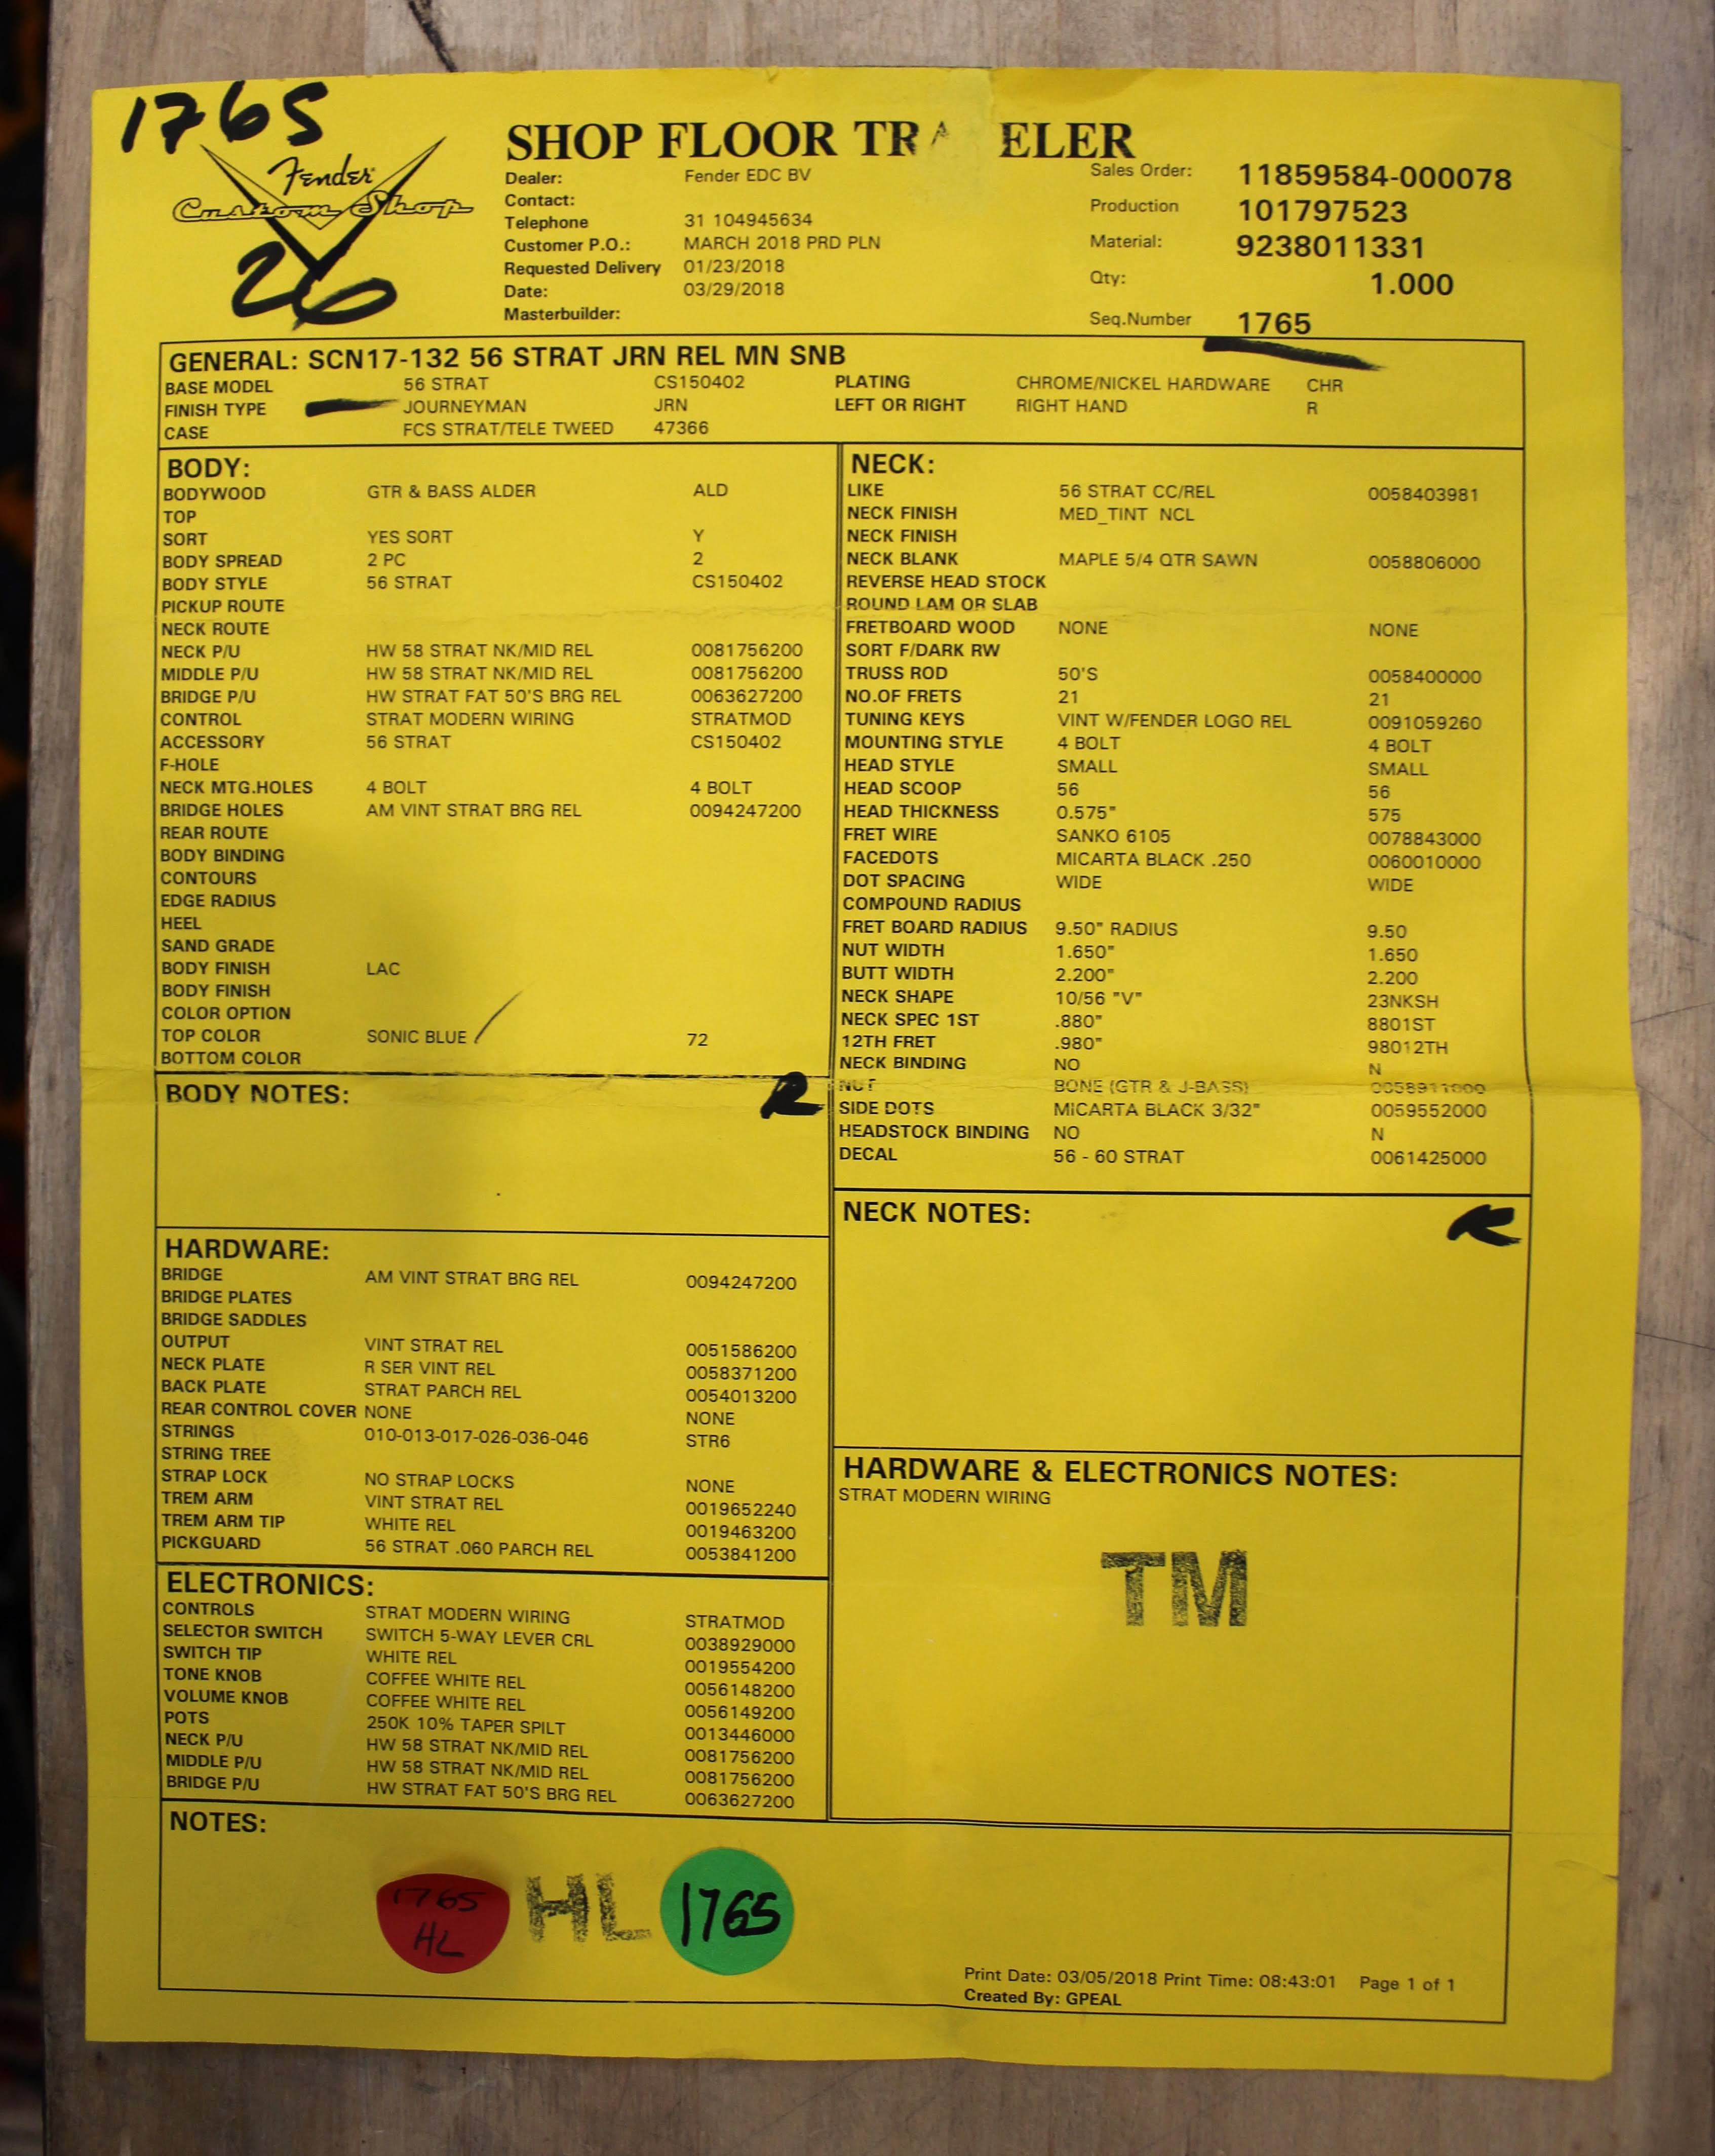 1765
Fender
Custom Shop
26
SHOP FLOOR TRA ELER
Dealer: Fender EDC BV
Contact:
Telephone 31 104945634
Customer P.O.: MARCH 2018 PRD PLN
Requested Delivery 01/23/2018
Date: 03/29/2018
Masterbuilder:
Sales Order: 11859584-000078
Production 101797523
Material: 9238011331
Qty: 1.000
Seq.Number 1765
GENERAL: SCN17-132 56 STRAT JRN REL MN SNB
BASE MODEL 56 STRAT CS150402 PLATING CHROME/NICKEL HARDWARE CHR
FINISH TYPE JOURNEYMAN JRN LEFT OR RIGHT RIGHT HAND R
CASE FCS STRAT/TELE TWEED 47366
BODY:
BODYWOOD GTR & BASS ALDER ALD
TOP
SORT YES SORT Y
BODY SPREAD 2 PC 2
BODY STYLE 56 STRAT CS150402
PICKUP ROUTE
NECK ROUTE
NECK P/U HW 58 STRAT NK/MID REL 0081756200
MIDDLE P/U HW 58 STRAT NK/MID REL 0081756200
BRIDGE P/U HW STRAT FAT 50'S BRG REL 0063627200
CONTROL STRAT MODERN WIRING STRATMOD
ACCESSORY 56 STRAT CS150402
F-HOLE
NECK MTG.HOLES 4 BOLT 4 BOLT
BRIDGE HOLES AM VINT STRAT BRG REL 0094247200
REAR ROUTE
BODY BINDING
CONTOURS
EDGE RADIUS
HEEL
SAND GRADE
BODY FINISH LAC
BODY FINISH
COLOR OPTION
TOP COLOR SONIC BLUE 72
BOTTOM COLOR
BODY NOTES:
R
HARDWARE:
BRIDGE AM VINT STRAT BRG REL 0094247200
BRIDGE PLATES
BRIDGE SADDLES
OUTPUT VINT STRAT REL 0051586200
NECK PLATE R SER VINT REL 0058371200
BACK PLATE STRAT PARCH REL 0054013200
REAR CONTROL COVER NONE NONE
STRINGS 010-013-017-026-036-046 STR6
STRING TREE
STRAP LOCK NO STRAP LOCKS NONE
TREM ARM VINT STRAT REL 0019652240
TREM ARM TIP WHITE REL 0019463200
PICKGUARD 56 STRAT .060 PARCH REL 0053841200
ELECTRONICS:
CONTROLS STRAT MODERN WIRING STRATMOD
SELECTOR SWITCH SWITCH 5-WAY LEVER CRL 0038929000
SWITCH TIP WHITE REL 0019554200
TONE KNOB COFFEE WHITE REL 0056148200
VOLUME KNOB COFFEE WHITE REL 0056149200
POTS 250K 10% TAPER SPILT 0013446000
NECK P/U HW 58 STRAT NK/MID REL 0081756200
MIDDLE P/U HW 58 STRAT NK/MID REL 0081756200
BRIDGE P/U HW STRAT FAT 50'S BRG REL 0063627200
NECK:
LIKE 56 STRAT CC/REL 0058403981
NECK FINISH MED_TINT NCL
NECK FINISH
NECK BLANK MAPLE 5/4 QTR SAWN 0058806000
REVERSE HEAD STOCK
ROUND LAM OR SLAB
FRETBOARD WOOD NONE NONE
SORT F/DARK RW
TRUSS ROD 50'S 0058400000
NO.OF FRETS 21 21
TUNING KEYS VINT W/FENDER LOGO REL 0091059260
MOUNTING STYLE 4 BOLT 4 BOLT
HEAD STYLE SMALL SMALL
HEAD SCOOP 56 56
HEAD THICKNESS 0.575" 575
FRET WIRE SANKO 6105 0078843000
FACEDOTS MICARTA BLACK .250 0060010000
DOT SPACING WIDE WIDE
COMPOUND RADIUS
FRET BOARD RADIUS 9.50" RADIUS 9.50
NUT WIDTH 1.650" 1.650
BUTT WIDTH 2.200" 2.200
NECK SHAPE 10/56 "V" 23NKSH
NECK SPEC 1ST .880" 8801ST
12TH FRET .980" 98012TH
NECK BINDING NO N
NUT BONE (GTR & J-BASS) 0058911000
SIDE DOTS MICARTA BLACK 3/32" 0059552000
HEADSTOCK BINDING NO N
DECAL 56 - 60 STRAT 0061425000
NECK NOTES:
HARDWARE & ELECTRONICS NOTES:
STRAT MODERN WIRING
TM
NOTES:
1765
HL
HL
1765
Print Date: 03/05/2018 Print Time: 08:43:01 Page 1 of 1
Created By: GPEAL